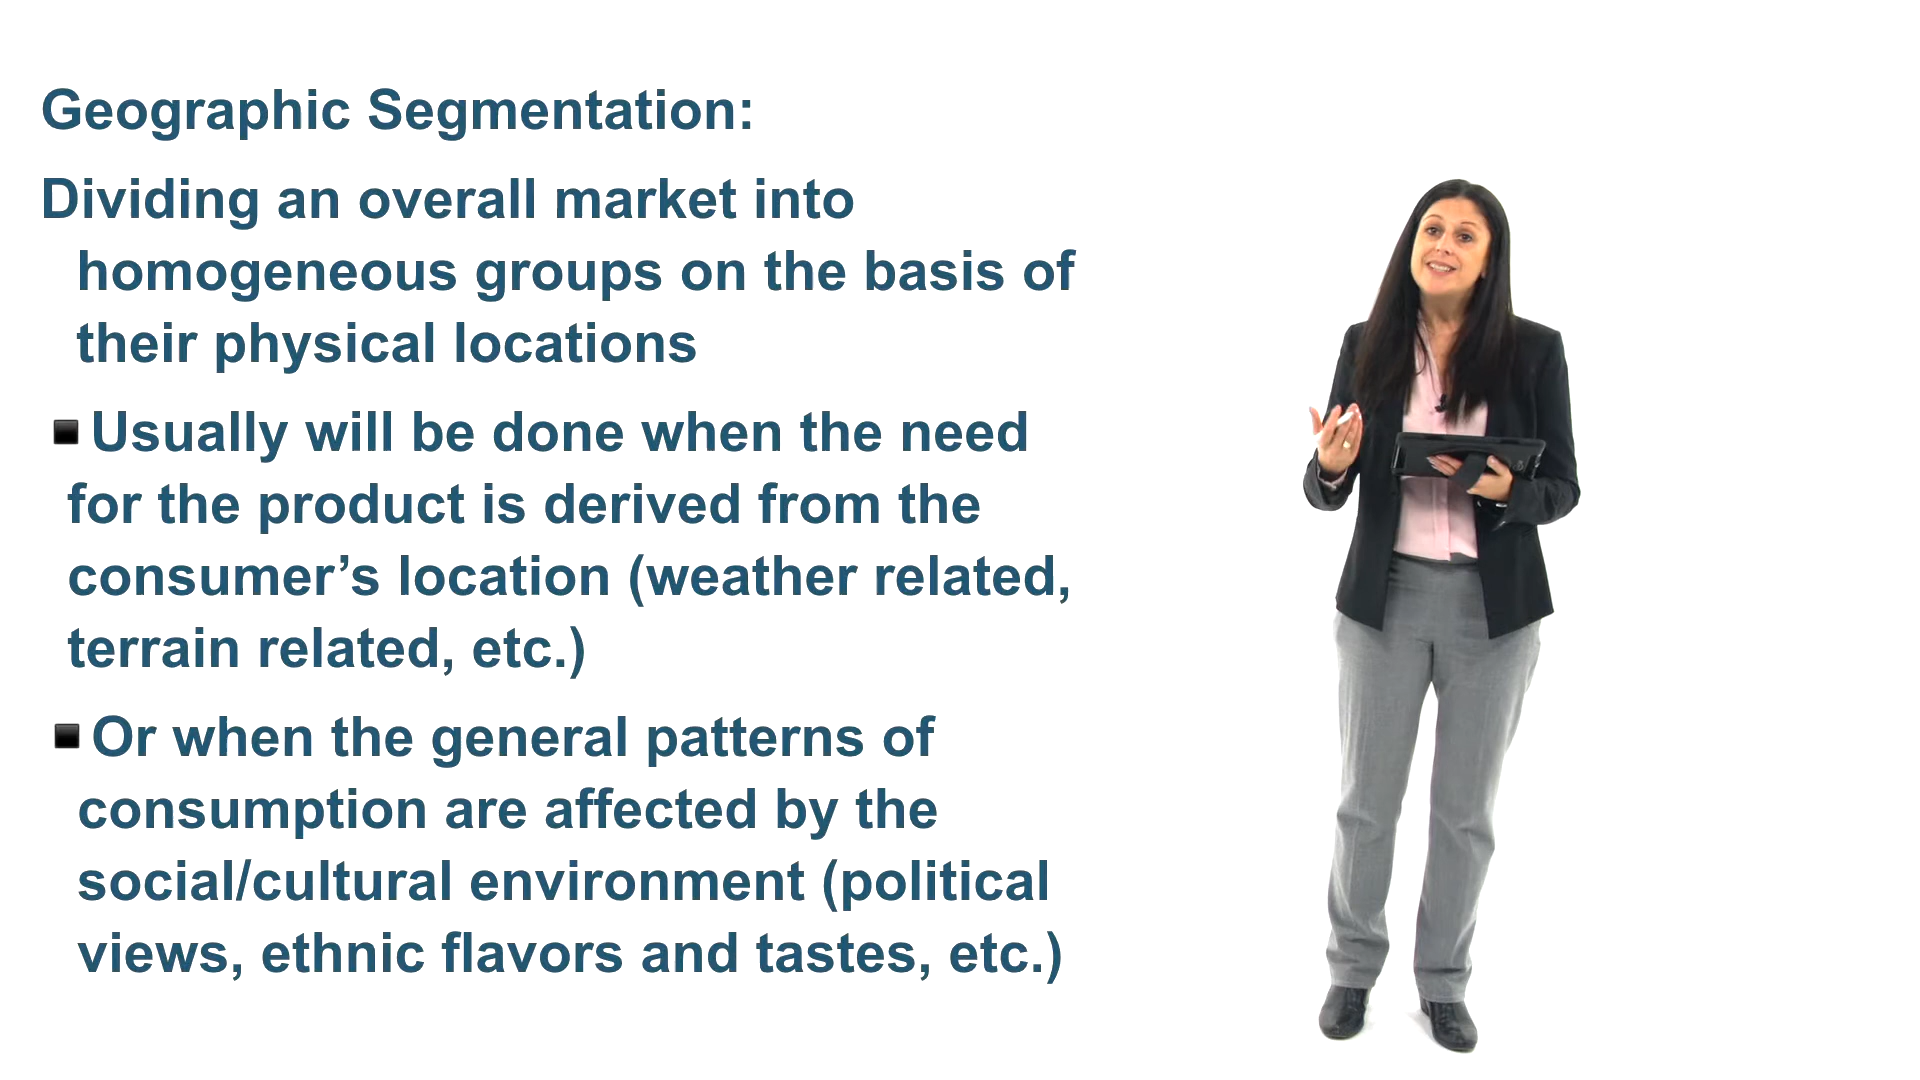 Geographic Segmentation:
Dividing an overall market into
homogeneous groups on the basis of
their physical locations
▪ Usually will be done when the need
for the product is derived from the
consumer’s location (weather related,
terrain related, etc.)
▪ Or when the general patterns of
consumption are affected by the
social/cultural environment (political
views, ethnic flavors and tastes, etc.)